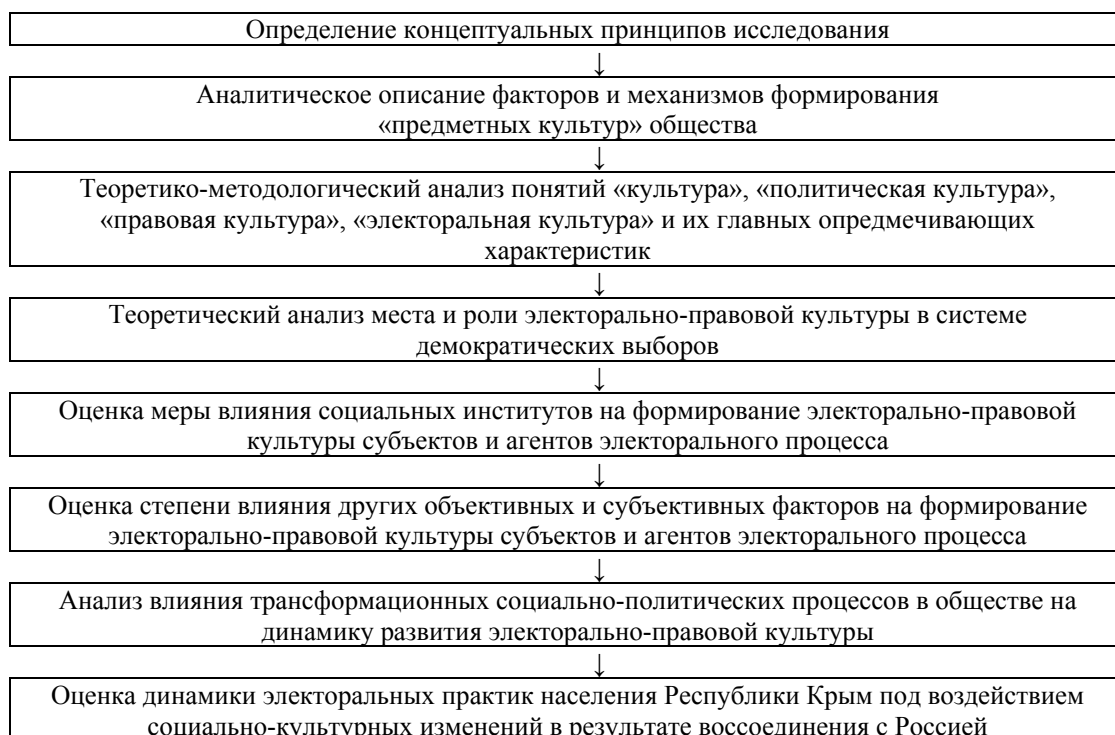 Определение концептуальных принципов исследования
↓
Аналитическое описание факторов и механизмов формирования
«предметных культур» общества
↓
Теоретико-методологический анализ понятий «культура», «политическая культура»,
«правовая культура», «электоральная культура» и их главных опредмечивающих
характеристик
↓
Теоретический анализ места и роли электорально-правовой культуры в системе
демократических выборов
↓
Оценка меры влияния социальных институтов на формирование электорально-правовой
культуры субъектов и агентов электорального процесса
↓
Оценка степени влияния других объективных и субъективных факторов на формирование
электорально-правовой культуры субъектов и агентов электорального процесса
↓
Анализ влияния трансформационных социально-политических процессов в обществе на
динамику развития электорально-правовой культуры
↓
Оценка динамики электоральных практик населения Республики Крым под воздействием
социально-культурных изменений в результате воссоединения с Россией